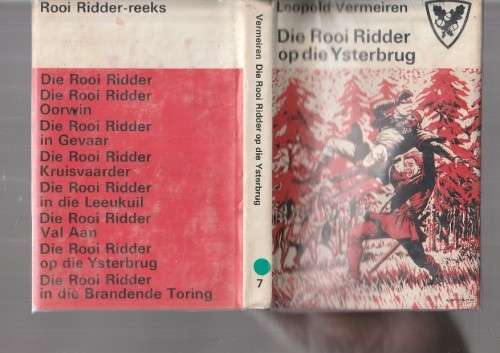 Rooi Ridder-reeks
Die Rooi Ridder
Die Rooi Ridder
Oorwin
Die Rooi Ridder
in Gevaar
Die Rooi Ridder
Kruisvaarder
Die Rooi Ridder
in die Leeukuil
Die Rooi Ridder
Val Aan
Die Rooi Ridder
op die Ysterbrug
Die Rooi Ridder
in die Brandende Toring
Vermeiren Die Rooi Ridder op die Ysterbrug
7
Leopold Vermeiren
Die Rooi Ridder
op die Ysterbrug